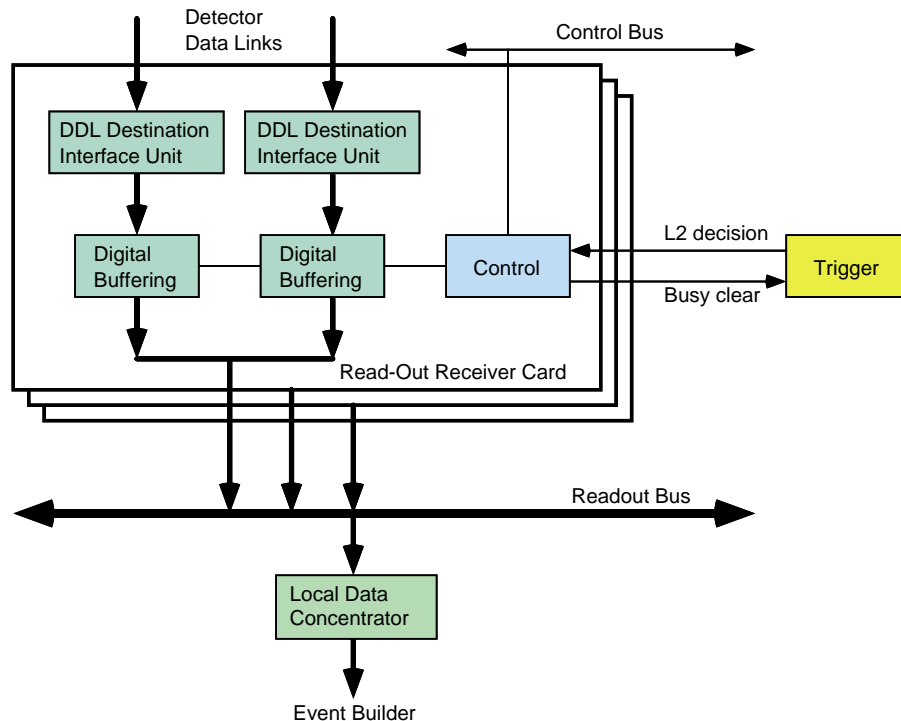 Detector
Data Links
Control Bus
DDL Destination
Interface Unit
DDL Destination
Interface Unit
L2 decision
Digital
Buffering
Digital
Buffering
Control
Trigger
Busy clear
Read-Out Receiver Card
Readout Bus
Local Data
Concentrator
Event Builder